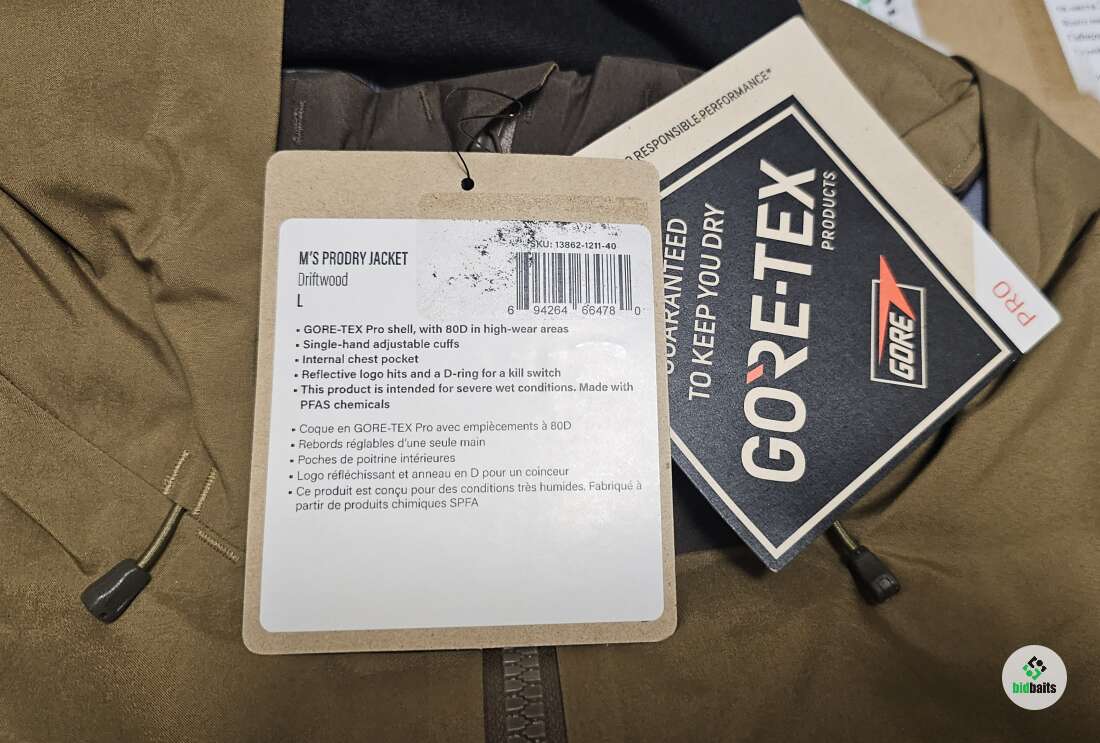 M'S PRODRY JACKET
Driftwood
L
SKU: 13862-1211-40
6 94264 66478 0
▪ GORE-TEX Pro shell, with 80D in high-wear areas
▪ Single-hand adjustable cuffs
▪ Internal chest pocket
▪ Reflective logo hits and a D-ring for a kill switch
▪ This product is intended for severe wet conditions. Made with
PFAS chemicals
▪ Coque en GORE-TEX Pro avec empiècements à 80D
▪ Rebords réglables d'une seule main
▪ Poches de poitrine intérieures
▪ Logo réfléchissant et anneau en D pour un coinceur
▪ Ce produit est conçu pour des conditions très humides. Fabriqué à
partir de produits chimiques SPFA
RESPONSIBLE PERFORMANCE*
GUARANTEED
TO KEEP YOU DRY
GORE-TEX
PRODUCTS
GORE
PRO
bidbaits